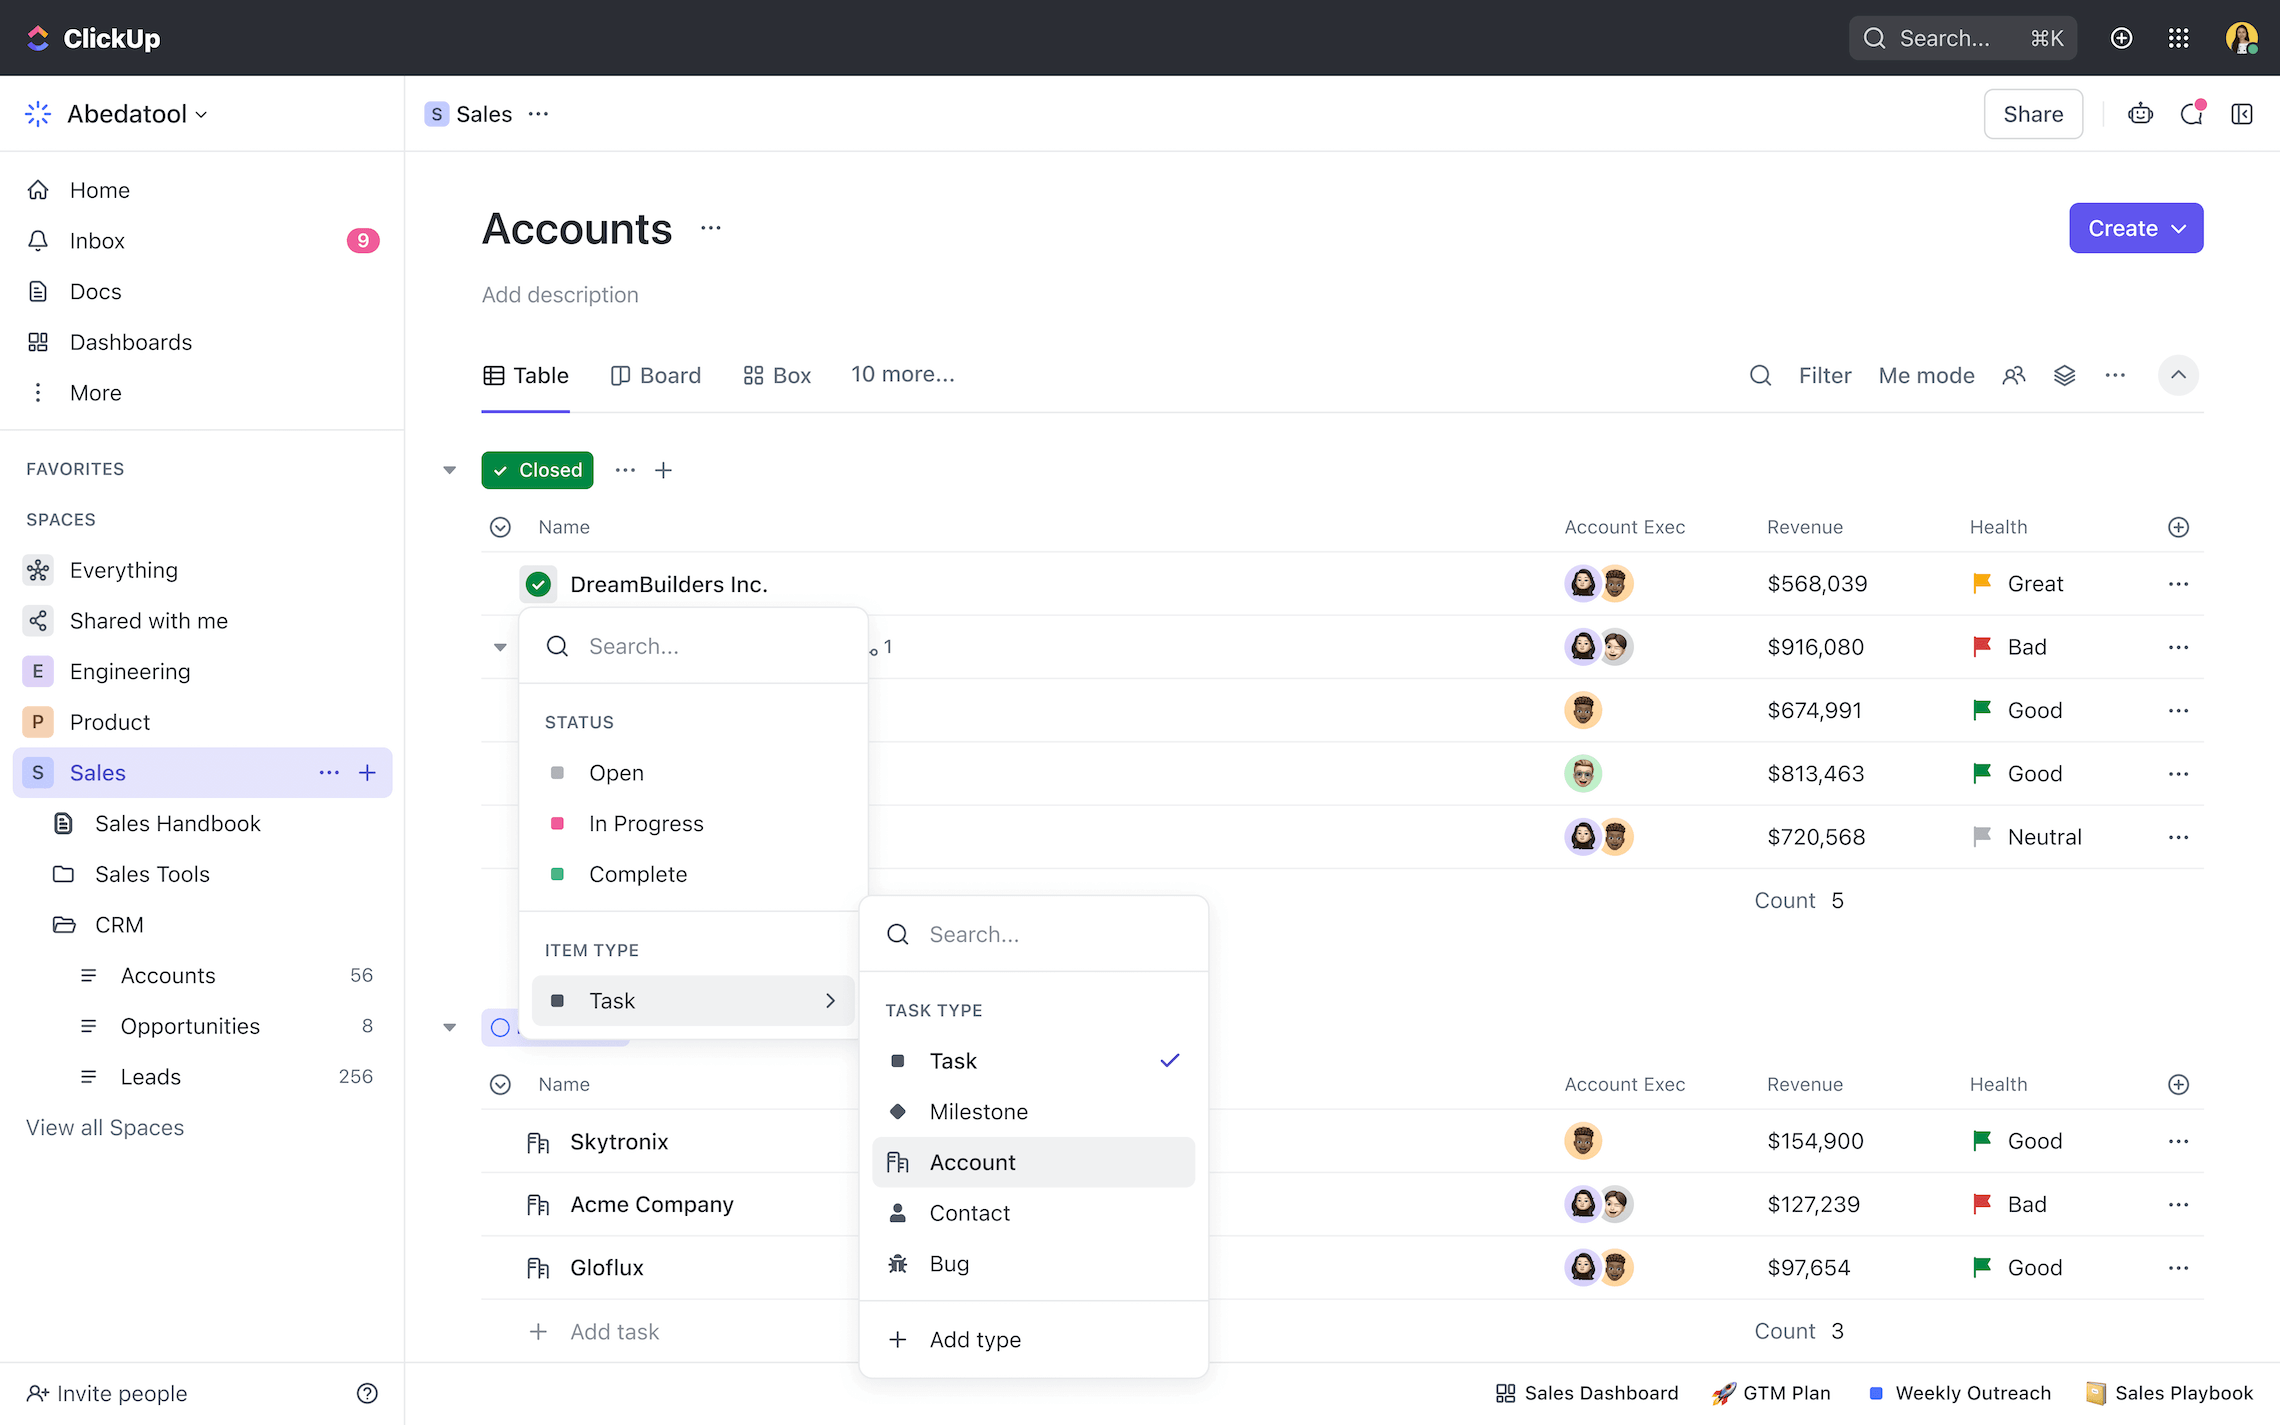 ClickUp
Search... ⌘K
Abedatool
S Sales ...
Share
Home
Inbox 9
Docs
Dashboards
More
FAVORITES
SPACES
Everything
Shared with me
E Engineering
P Product
S Sales ... +
Sales Handbook
Sales Tools
CRM
Accounts 56
Opportunities 8
Leads 256
View all Spaces
Invite people
Accounts ...
Create
Add description
Table Board Box 10 more...
Filter Me mode ...
Closed ... +
Name Account Exec Revenue Health
DreamBuilders Inc. $568,039 Great ...
1 $916,080 Bad ...
$674,991 Good ...
$813,463 Good ...
$720,568 Neutral ...
Count 5
Search...
STATUS
Open
In Progress
Complete
ITEM TYPE
Task
Search...
TASK TYPE
Task
Milestone
Account
Contact
Bug
+ Add type
Name Account Exec Revenue Health
Skytronix $154,900 Good ...
Acme Company $127,239 Bad ...
Gloflux $97,654 Good ...
+ Add task
Count 3
Sales Dashboard GTM Plan Weekly Outreach Sales Playbook